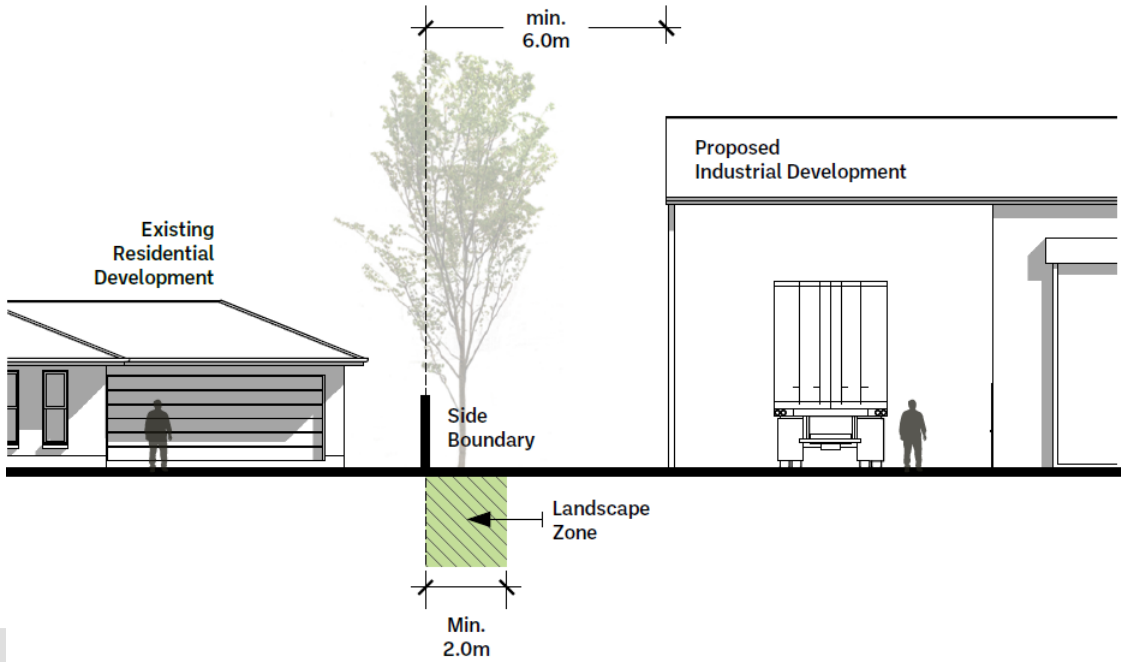 min.
6.0m
Proposed
Industrial Development
Existing
Residential
Development
Side
Boundary
Landscape
Zone
Min.
2.0m